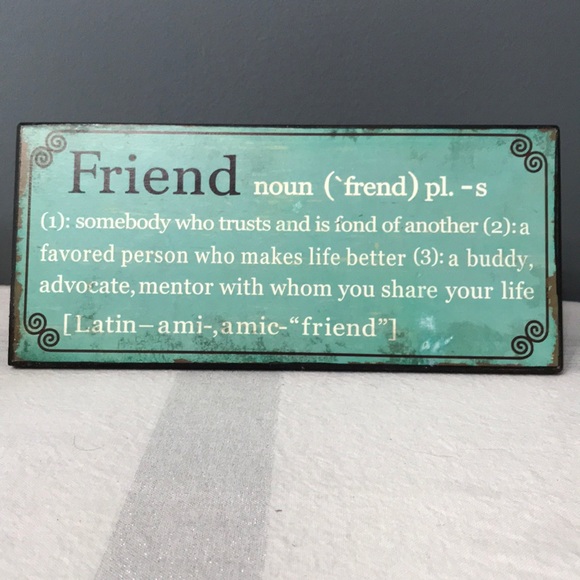 Friend noun (`frend) pl. -s
(1): somebody who trusts and is fond of another (2): a
favored person who makes life better (3): a buddy,
advocate, mentor with whom you share your life
[Latin-ami-, amic-"friend"]